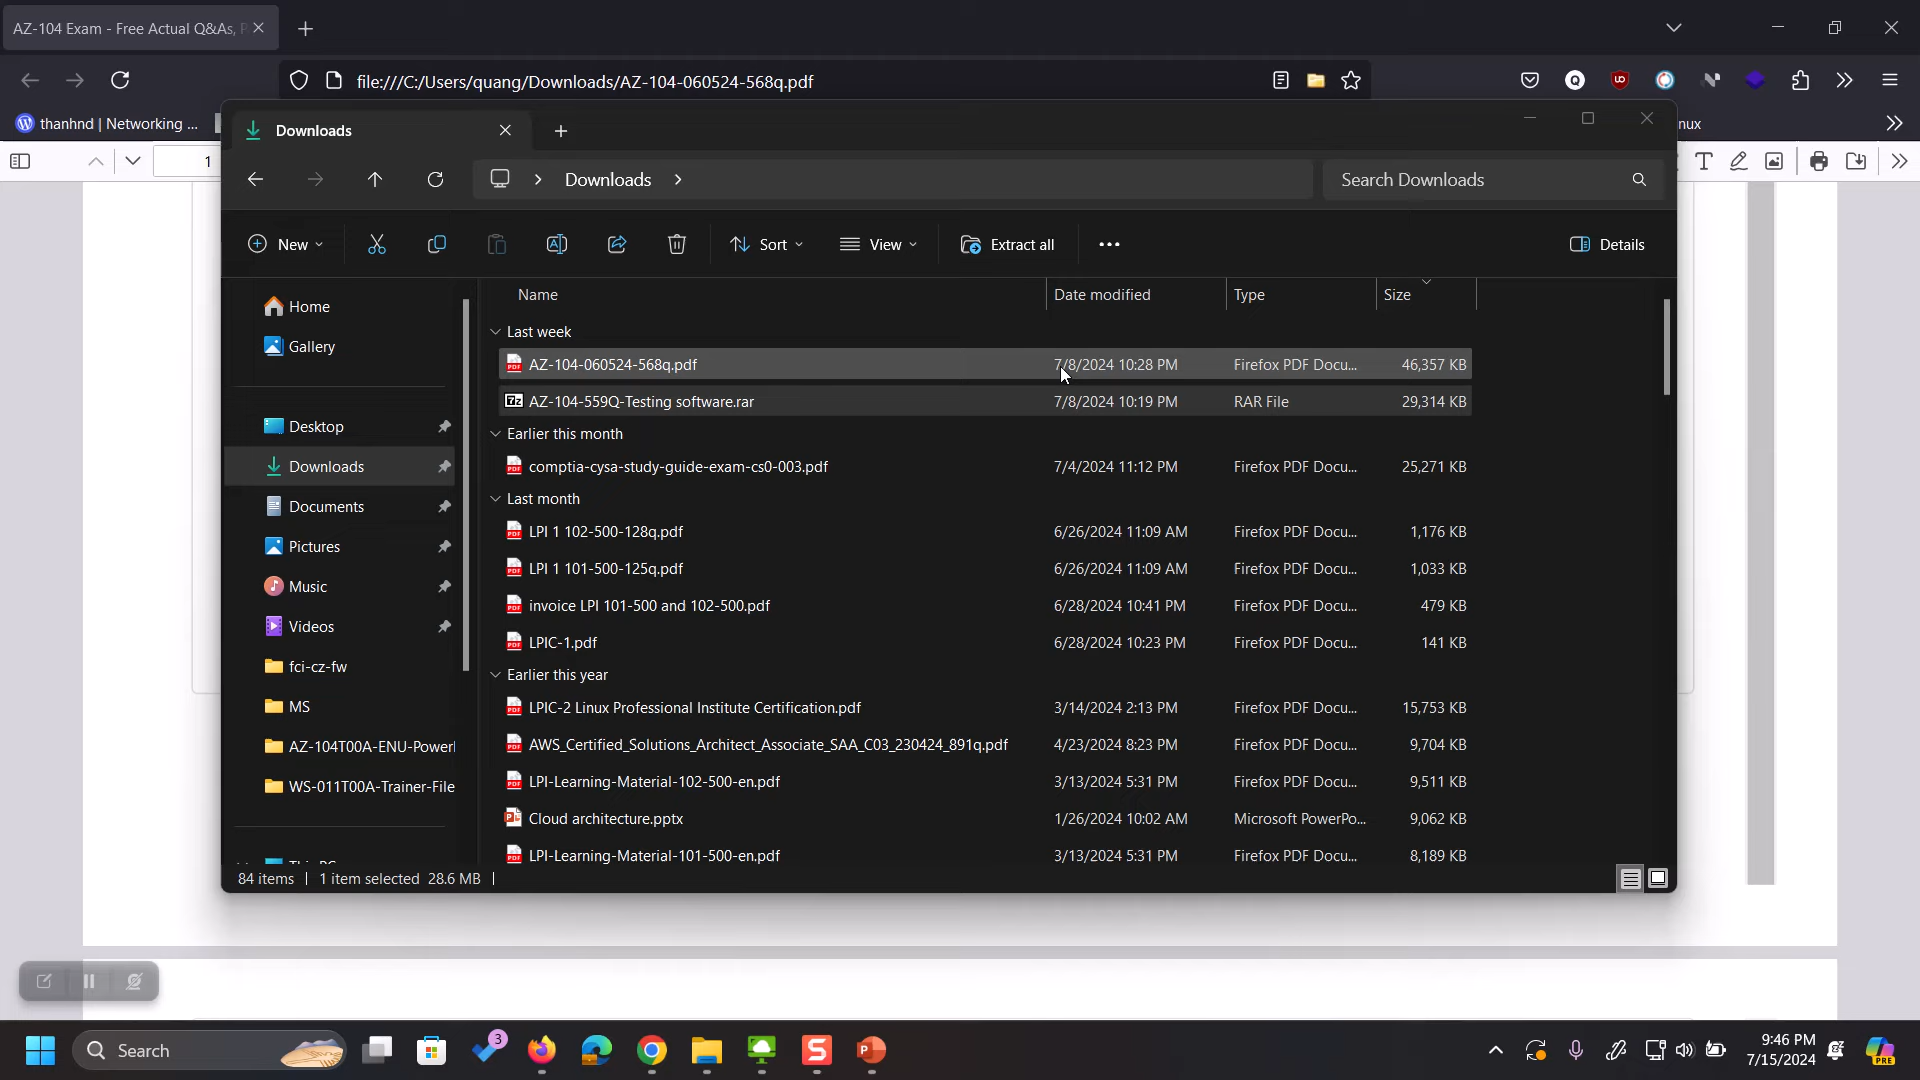 AZ-104 Exam - Free Actual Q&As,
file:///C:/Users/quang/Downloads/AZ-104-060524-568q.pdf
thanhnd | Networking ...
nux
1
Downloads
Downloads
Search Downloads
New
Sort
View
Extract all
Details
Home
Gallery
Desktop
Downloads
Documents
Pictures
Music
Videos
fci-cz-fw
MS
AZ-104T00A-ENU-Power
WS-011T00A-Trainer-File
Name Date modified Type Size
Last week
AZ-104-060524-568q.pdf 7/8/2024 10:28 PM Firefox PDF Docu... 46,357 KB
AZ-104-559Q-Testing software.rar 7/8/2024 10:19 PM RAR File 29,314 KB
Earlier this month
comptia-cysa-study-guide-exam-cs0-003.pdf 7/4/2024 11:12 PM Firefox PDF Docu... 25,271 KB
Last month
LPI 1 102-500-128q.pdf 6/26/2024 11:09 AM Firefox PDF Docu... 1,176 KB
LPI 1 101-500-125q.pdf 6/26/2024 11:09 AM Firefox PDF Docu... 1,033 KB
invoice LPI 101-500 and 102-500.pdf 6/28/2024 10:41 PM Firefox PDF Docu... 479 KB
LPIC-1.pdf 6/28/2024 10:23 PM Firefox PDF Docu... 141 KB
Earlier this year
LPIC-2 Linux Professional Institute Certification.pdf 3/14/2024 2:13 PM Firefox PDF Docu... 15,753 KB
AWS_Certified_Solutions_Architect_Associate_SAA_C03_230424_891q.pdf 4/23/2024 8:23 PM Firefox PDF Docu... 9,704 KB
LPI-Learning-Material-102-500-en.pdf 3/13/2024 5:31 PM Firefox PDF Docu... 9,511 KB
Cloud architecture.pptx 1/26/2024 10:02 AM Microsoft PowerPo... 9,062 KB
LPI-Learning-Material-101-500-en.pdf 3/13/2024 5:31 PM Firefox PDF Docu... 8,189 KB
84 items 1 item selected 28.6 MB
Search
3
9:46 PM
7/15/2024